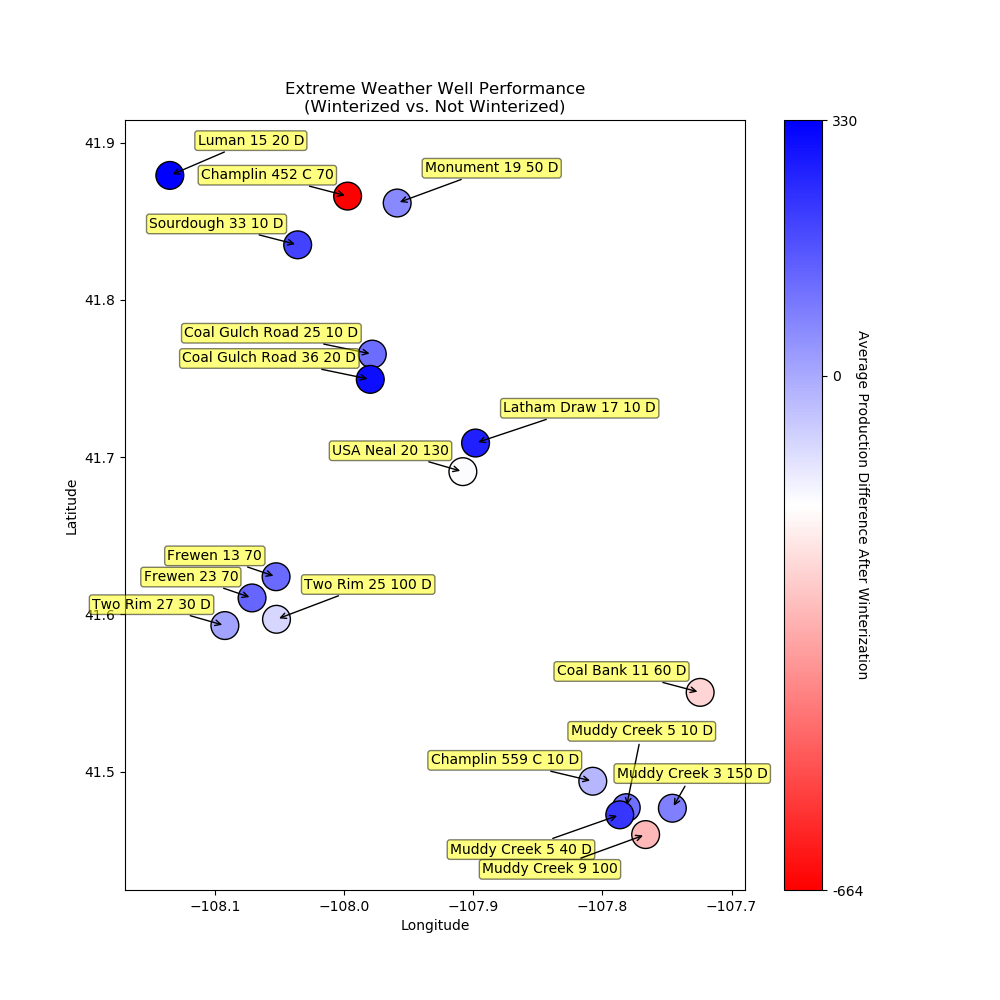 Extreme Weather Well Performance
(Winterized vs. Not Winterized)
Luman 15 20 D
Champlin 452 C 70
Monument 19 50 D
Sourdough 33 10 D
Coal Gulch Road 25 10 D
Coal Gulch Road 36 20 D
Latham Draw 17 10 D
USA Neal 20 130
Frewen 13 70
Frewen 23 70
Two Rim 25 100 D
Two Rim 27 30 D
Coal Bank 11 60 D
Muddy Creek 5 10 D
Champlin 559 C 10 D
Muddy Creek 3 150 D
Muddy Creek 5 40 D
Muddy Creek 9 100
41.9
41.8
41.7
41.6
41.5
Latitude
−108.1
−108.0
−107.9
−107.8
−107.7
Longitude
330
0
-664
Average Production Difference After Winterization